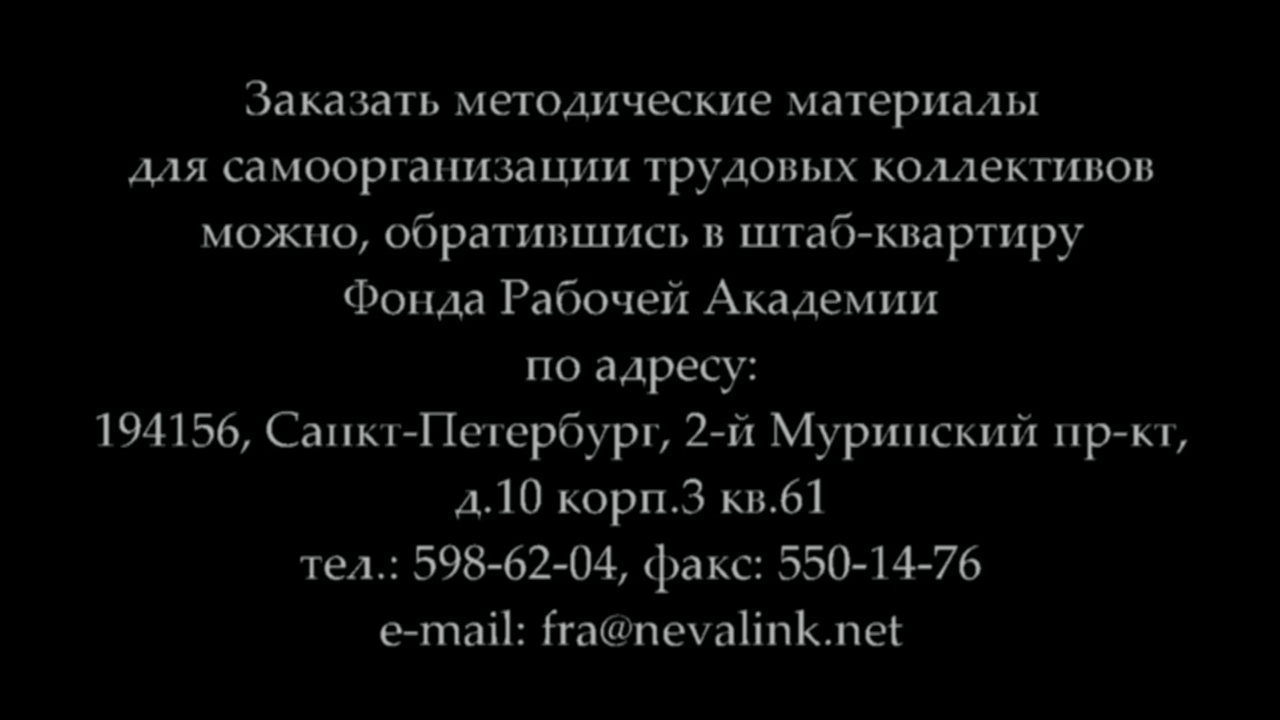 Заказать методические материалы
для самоорганизации трудовых коллективов
можно, обратившись в штаб-квартиру
Фонда Рабочей Академии
по адресу:
194156, Санкт-Петербург, 2-й Муринский пр-кт,
д.10 корп.3 кв.61
тел.: 598-62-04, факс: 550-14-76
e-mail: fra@nevalink.net